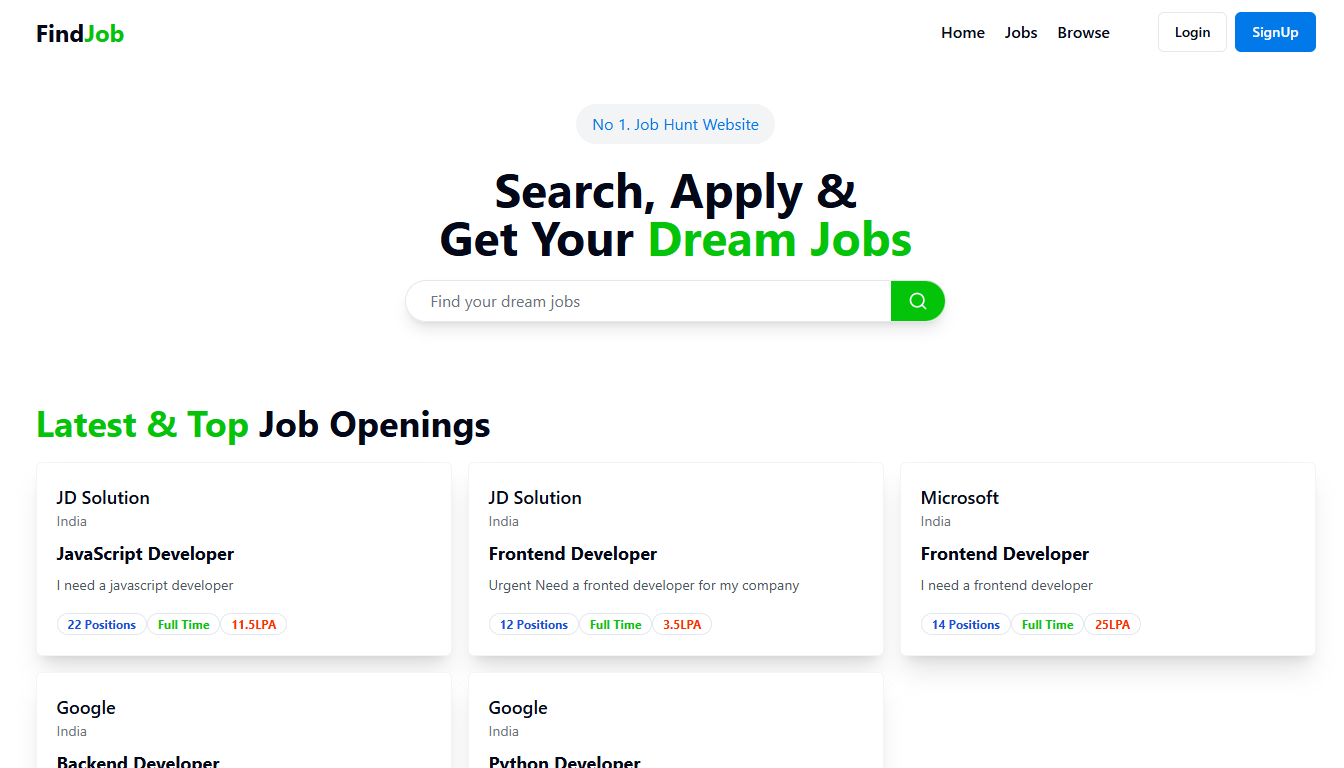 FindJob
Home Jobs Browse Login SignUp
No 1. Job Hunt Website
Search, Apply &
Get Your Dream Jobs
Find your dream jobs
Latest & Top Job Openings
JD Solution
India
JavaScript Developer
I need a javascript developer
22 Positions Full Time 11.5LPA
JD Solution
India
Frontend Developer
Urgent Need a fronted developer for my company
12 Positions Full Time 3.5LPA
Microsoft
India
Frontend Developer
I need a frontend developer
14 Positions Full Time 25LPA
Google
India
Backend Developer
Google
India
Python Developer